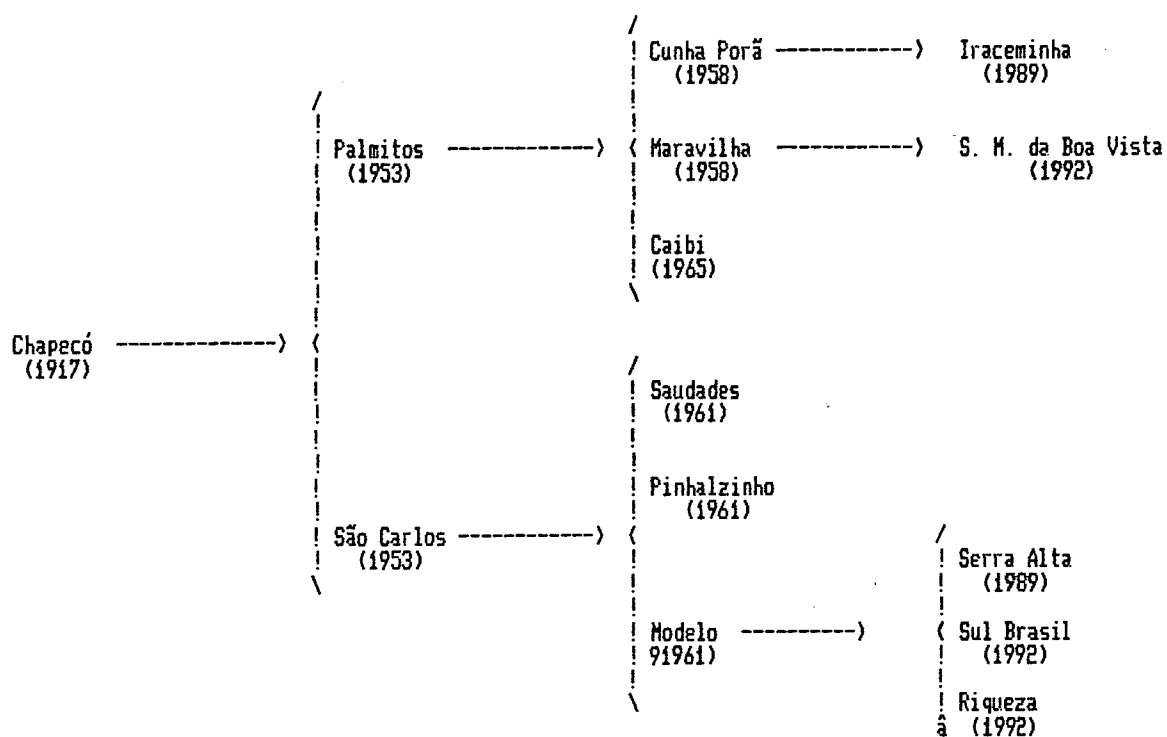 Cunha Porã ------------> Iraceminha
(1958) (1989)
Palmitos -------------> Maravilha ------------> S. M. da Boa Vista
(1953) (1958) (1992)
Caibi
(1965)
Chapecó --------------->
(1917)
Saudades
(1961)
Pinhalzinho
(1961)
São Carlos ------------>
(1953)
Serra Alta
(1989)
Modelo -----------> Sul Brasil
91961) (1992)
Riqueza
â (1992)